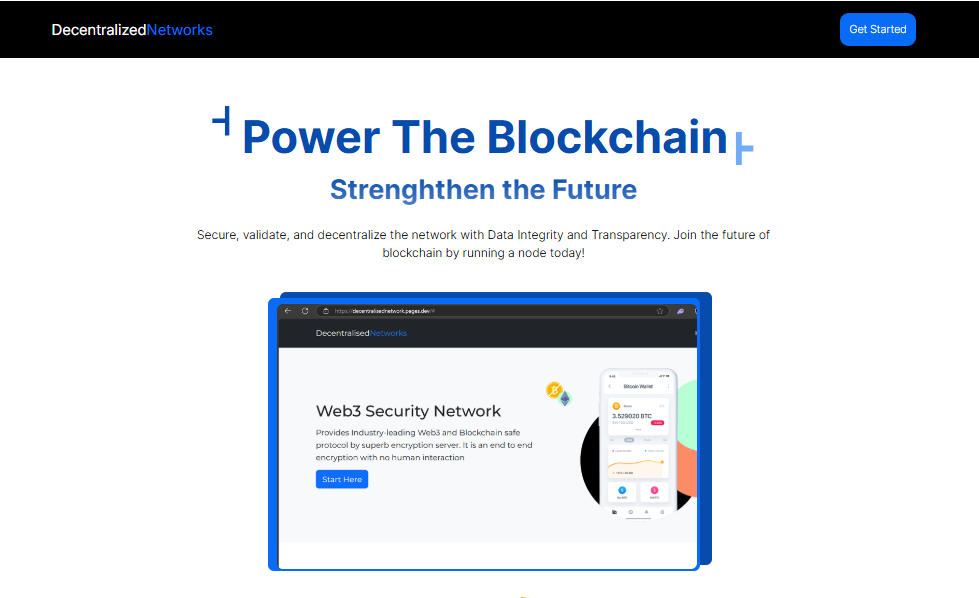 DecentralizedNetworks
Get Started
Power The Blockchain
Strenghthen the Future
Secure, validate, and decentralize the network with Data Integrity and Transparency. Join the future of
blockchain by running a node today!
https://decentralisednetwork.pages.dev/#
DecentralisedNetworks
Web3 Security Network
Provides Industry-leading Web3 and Blockchain safe
protocol by superb encryption server. It is an end to end
encryption with no human interaction
Start Here
Bitcoin Wallet
3.529020 BTC